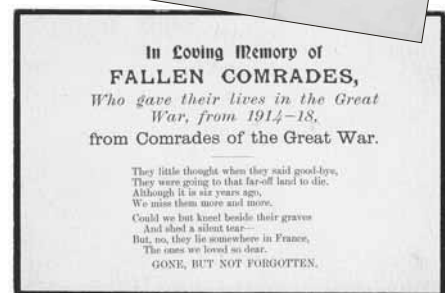 In Loving Memory of
FALLEN COMRADES,
Who gave their lives in the Great
War, from 1914–18,
from Comrades of the Great War.
They little thought when they said good-bye,
They were going to that far-off land to die.
Although it is six years ago,
We miss them more and more.
Could we but kneel beside their graves
And shed a silent tear—
But, no, they lie somewhere in France,
The ones we loved so dear.
GONE, BUT NOT FORGOTTEN.